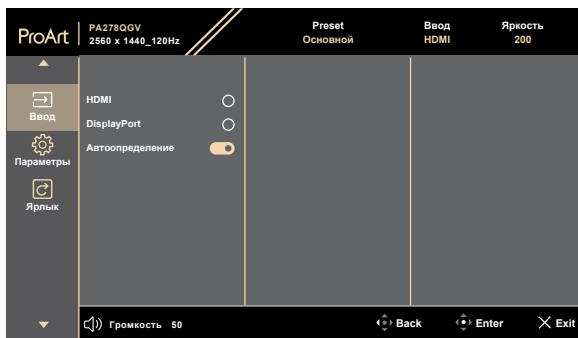 ProArt
PA278QGV
2560 x 1440_120Hz
Preset
Основной
Ввод
HDMI
Яркость
200
Ввод
Параметры
Ярлык
HDMI
DisplayPort
Автоопределение
Громкость 50
Back
Enter
Exit